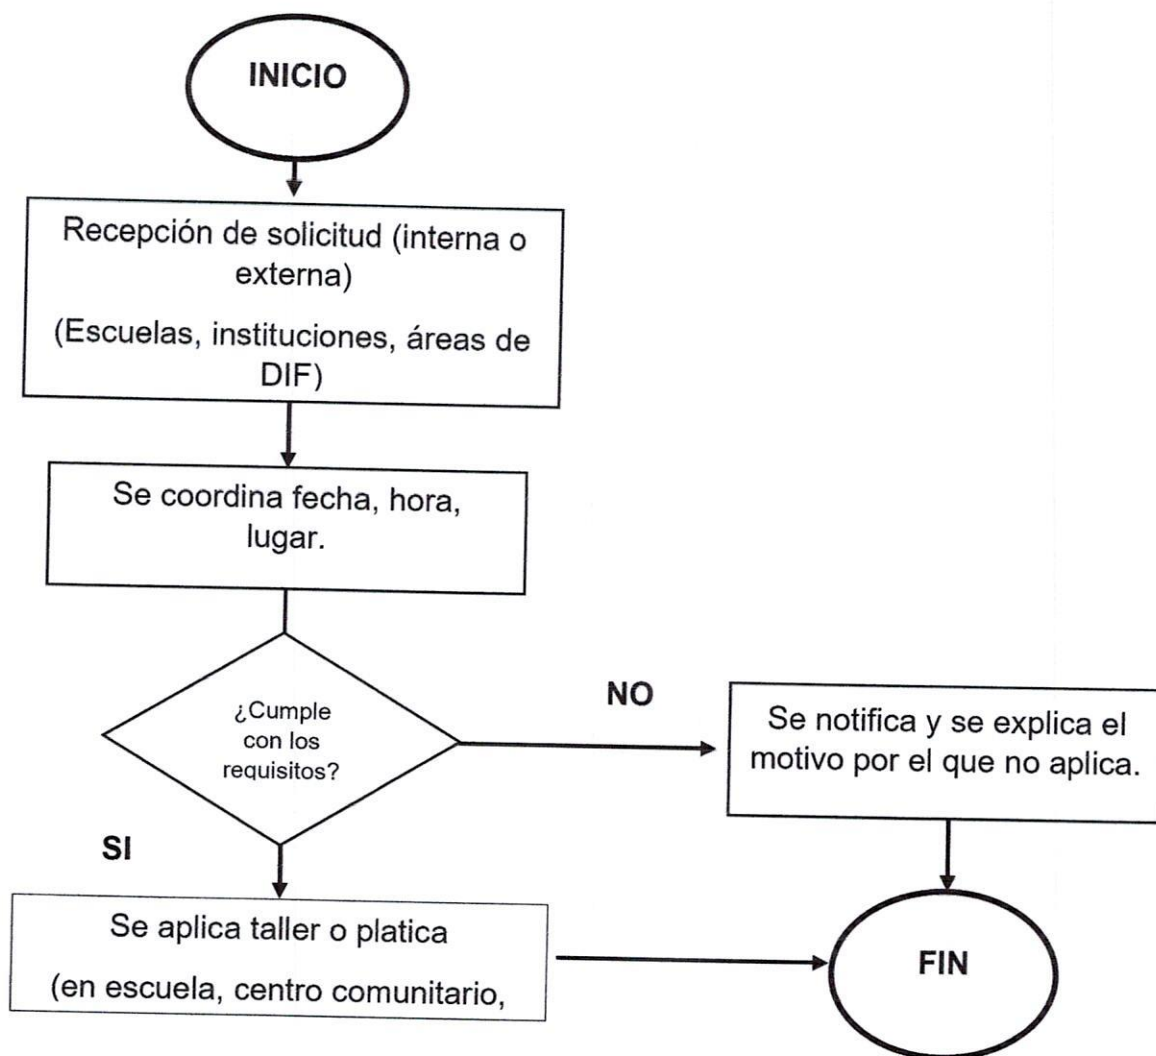 INICIO
Recepción de solicitud (interna o
externa)
(Escuelas, instituciones, áreas de
DIF)
Se coordina fecha, hora,
lugar.
¿Cumple
con los
requisitos?
NO
Se notifica y se explica el
motivo por el que no aplica.
SI
Se aplica taller o platica
(en escuela, centro comunitario,
FIN